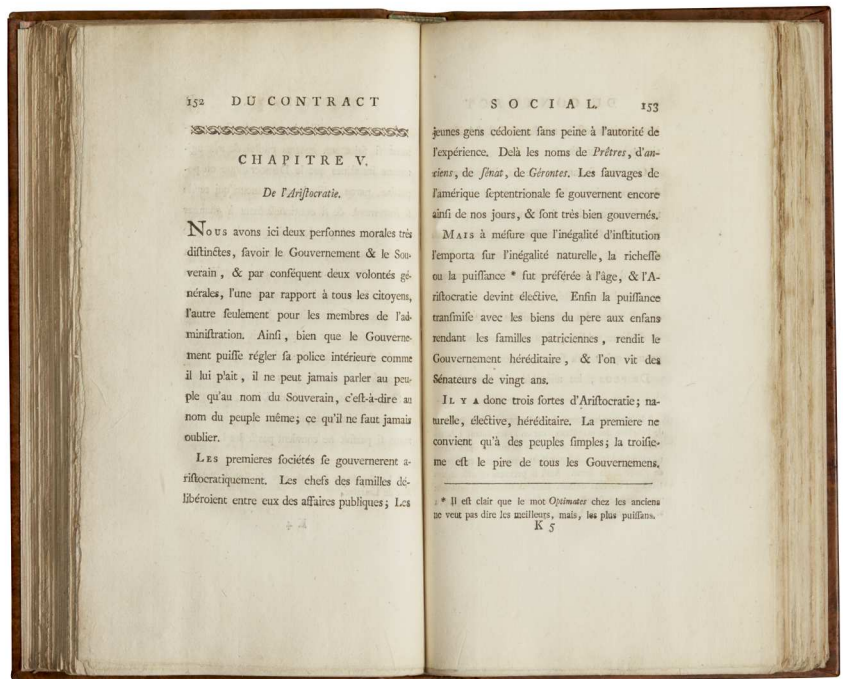 152 DU CONTRACT
CHAPITRE V.
De l'Ariſtocratie.
Nous avons ici deux perſonnes morales très
diſtinctes, ſavoir le Gouvernement & le Sou-
verain, & par conſéquent deux volontés gé-
nérales, l'une par rapport à tous les citoyens,
l'autre ſeulement pour les membres de l'ad-
miniſtration. Ainſi, bien que le Gouverne-
ment puiſſe régler ſa police intérieure comme
il lui plait, il ne peut jamais parler au peu-
ple qu'au nom du Souverain, c'eſt-à-dire au
nom du peuple même; ce qu'il ne faut jamais
oublier.
Les premieres ſociétés ſe gouvernerent a-
riſtocratiquement. Les chefs des familles dé-
libéroient entre eux des affaires publiques; Les
SOCIAL. 153
jeunes gens cédoient ſans peine à l'autorité de
l'expérience. Delà les noms de Prêtres, d'an-
ciens, de ſénat, de Gérontes. Les ſauvages de
l'amérique ſeptentrionale ſe gouvernent encore
ainſi de nos jours, & ſont très bien gouvernés.
Mais à méſure que l'inégalité d'inſtitution
l'emporta ſur l'inégalité naturelle, la richeſſe
ou la puiſſance * fut préférée à l'âge, & l'A-
riſtocratie devint élective. Enfin la puiſſance
tranſmiſe avec les biens du pere aux enfans
rendant les familles patriciennes, rendit le
Gouvernement héréditaire, & l'on vit des
Sénateurs de vingt ans.
Il y a donc trois ſortes d'Ariſtocratie; na-
turelle, élective, héréditaire. La premiere ne
convient qu'à des peuples ſimples; la troiſie-
me eſt le pire de tous les Gouvernemens.
* Il eſt clair que le mot Optimates chez les anciens
ne veut pas dire les meilleurs, mais, les plus puiſſans.
K 5